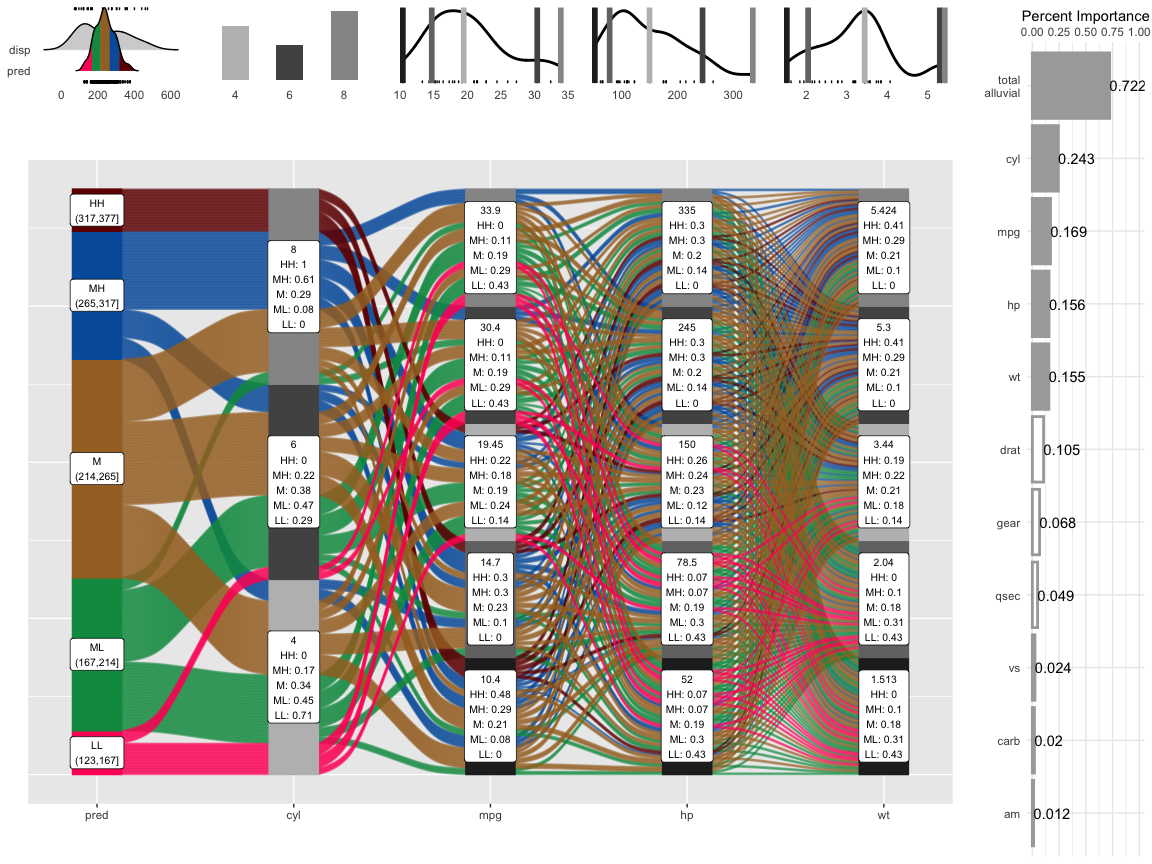 disp
pred
0 200 400 600
4 6 8
10 15 20 25 30 35
100 200 300
2 3 4 5
HH
(317,377]
MH
(265,317]
M
(214,265]
ML
(167,214]
LL
(123,167]
8
HH: 1
MH: 0.61
M: 0.29
ML: 0.08
LL: 0
6
HH: 0
MH: 0.22
M: 0.38
ML: 0.47
LL: 0.29
4
HH: 0
MH: 0.17
M: 0.34
ML: 0.45
LL: 0.71
33.9
HH: 0
MH: 0.11
M: 0.19
ML: 0.29
LL: 0.43
30.4
HH: 0
MH: 0.11
M: 0.19
ML: 0.29
LL: 0.43
19.45
HH: 0.22
MH: 0.18
M: 0.19
ML: 0.24
LL: 0.14
14.7
HH: 0.3
MH: 0.3
M: 0.23
ML: 0.1
LL: 0
10.4
HH: 0.48
MH: 0.29
M: 0.21
ML: 0.08
LL: 0
335
HH: 0.3
MH: 0.3
M: 0.2
ML: 0.14
LL: 0
245
HH: 0.3
MH: 0.3
M: 0.2
ML: 0.14
LL: 0
150
HH: 0.26
MH: 0.24
M: 0.23
ML: 0.12
LL: 0.14
78.5
HH: 0.07
MH: 0.07
M: 0.19
ML: 0.3
LL: 0.43
52
HH: 0.07
MH: 0.07
M: 0.19
ML: 0.3
LL: 0.43
5.424
HH: 0.41
MH: 0.29
M: 0.21
ML: 0.1
LL: 0
5.3
HH: 0.41
MH: 0.29
M: 0.21
ML: 0.1
LL: 0
3.44
HH: 0.19
MH: 0.22
M: 0.21
ML: 0.18
LL: 0.14
2.04
HH: 0
MH: 0.1
M: 0.18
ML: 0.31
LL: 0.43
1.513
HH: 0
MH: 0.1
M: 0.18
ML: 0.31
LL: 0.43
pred cyl mpg hp wt
Percent Importance
0.00 0.25 0.50 0.75 1.00
total
alluvial 0.722
cyl 0.243
mpg 0.169
hp 0.156
wt 0.155
drat 0.105
gear 0.068
qsec 0.049
vs 0.024
carb 0.02
am 0.012